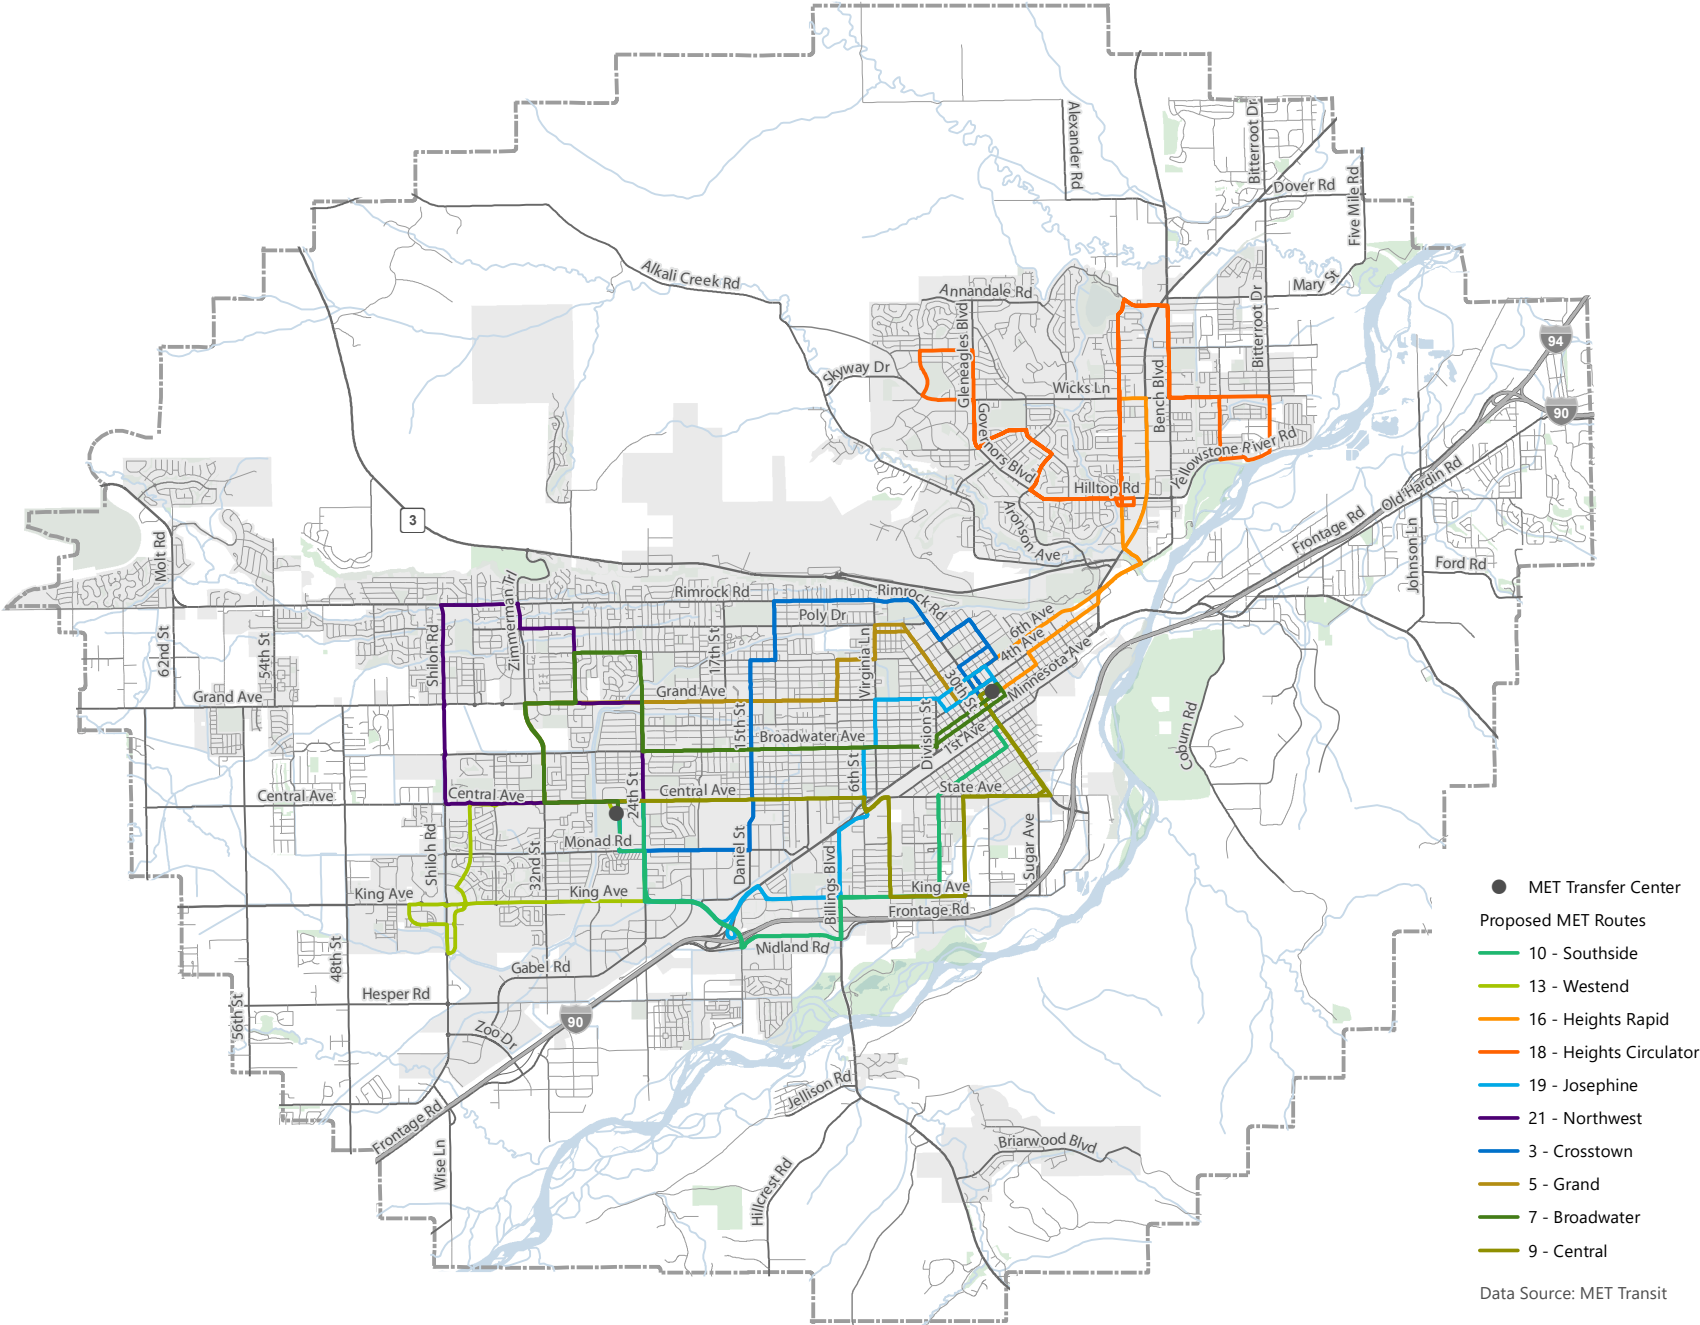 Alexander Rd
Bitterroot Dr
Dover Rd
Five Mile Rd
Alkali Creek Rd
Annandale Rd
Mary St
Gleneagles Blvd
Bitterroot Dr
94
Skyway Dr
Wicks Ln
Bench Blvd
90
Governors Blvd
Yellowstone River Rd
Hilltop Rd
Old Hardin Rd
3
Aronson Ave
Frontage Rd
Johnson Ln
Ford Rd
Molt Rd
Zimmerman Trl
Rimrock Rd
Rimrock Rd
Poly Dr
6th Ave
4th Ave
Minnesota Ave
62nd St
54th St
Shiloh Rd
17th St
Virginia Ln
30th St
Grand Ave
Grand Ave
15th St
Broadwater Ave
Division St
1st Ave
Coburn Rd
Central Ave
Central Ave
24th St
Central Ave
6th St
State Ave
Shiloh Rd
Monad Rd
32nd St
Daniel St
Billings Blvd
Sugar Ave
King Ave
King Ave
King Ave
Frontage Rd
48th St
Gabel Rd
Midland Rd
Hesper Rd
56th St
Zoo Dr
90
Frontage Rd
Wise Ln
Jellison Rd
Hillcrest Rd
Briarwood Blvd
MET Transfer Center
Proposed MET Routes
10 - Southside
13 - Westend
16 - Heights Rapid
18 - Heights Circulator
19 - Josephine
21 - Northwest
3 - Crosstown
5 - Grand
7 - Broadwater
9 - Central
Data Source: MET Transit